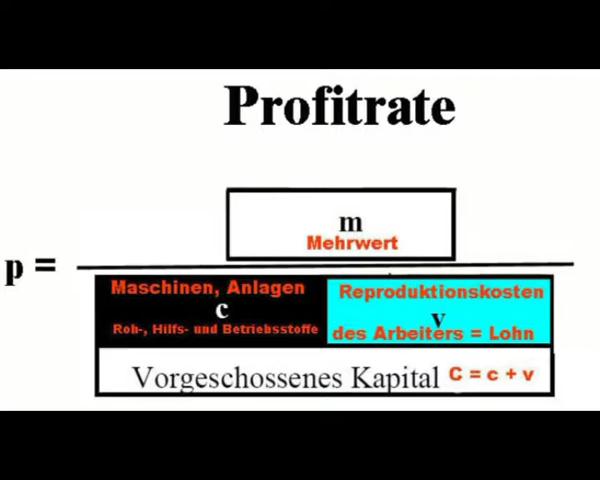 Profitrate
m
Mehrwert
p =
Maschinen, Anlagen
c
Roh-, Hilfs- und Betriebsstoffe
Reproduktionskosten
v
des Arbeiters = Lohn
Vorgeschossenes Kapital C = c + v